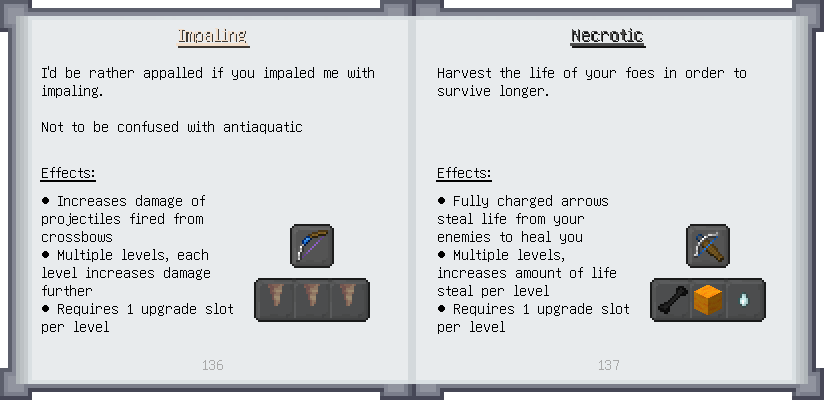 Impaling
I'd be rather appalled if you impaled me with
impaling.
Not to be confused with antiaquatic
Effects:
● Increases damage of
projectiles fired from
crossbows
● Multiple levels, each
level increases damage
further
● Requires 1 upgrade slot
per level
136
Necrotic
Harvest the life of your foes in order to
survive longer.
Effects:
● Fully charged arrows
steal life from your
enemies to heal you
● Multiple levels,
increases amount of life
steal per level
● Requires 1 upgrade slot
per level
137